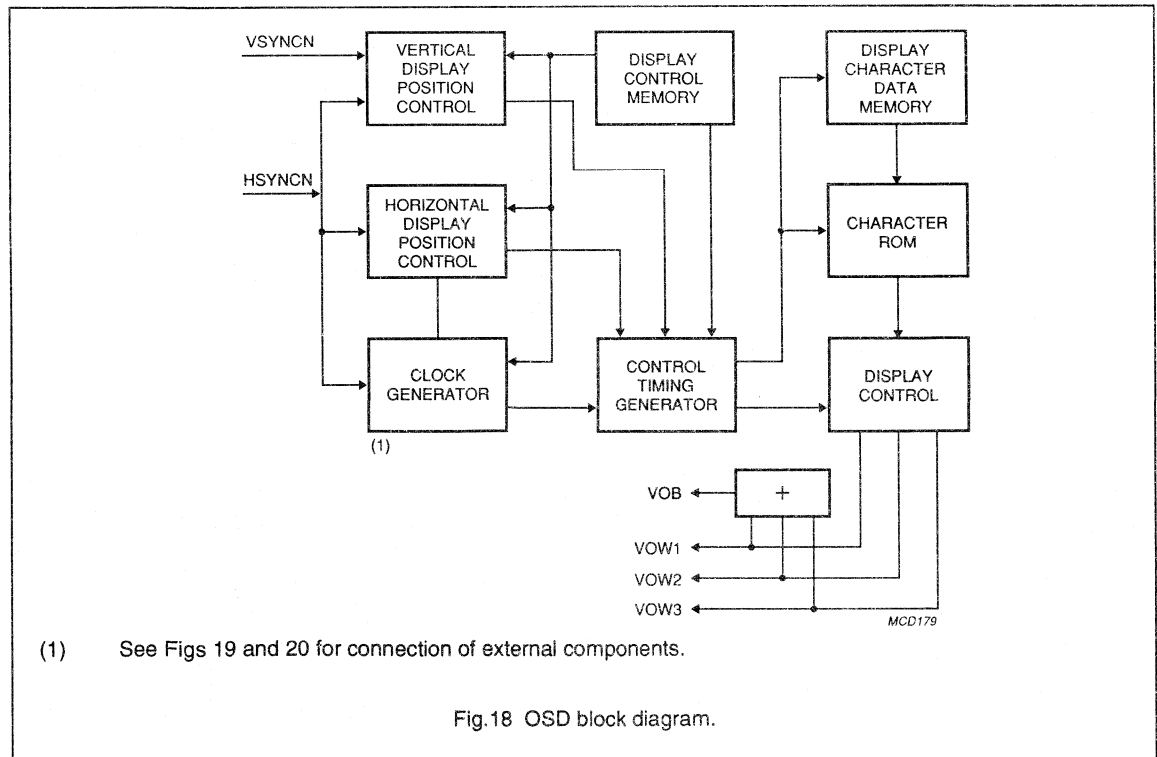 VSYNCN
VERTICAL
DISPLAY
POSITION
CONTROL
DISPLAY
CONTROL
MEMORY
DISPLAY
CHARACTER
DATA
MEMORY
HSYNCN
HORIZONTAL
DISPLAY
POSITION
CONTROL
CHARACTER
ROM
CLOCK
GENERATOR
(1)
CONTROL
TIMING
GENERATOR
DISPLAY
CONTROL
VOB
+
VOW1
VOW2
VOW3
MCD179
(1) See Figs 19 and 20 for connection of external components.
Fig.18 OSD block diagram.